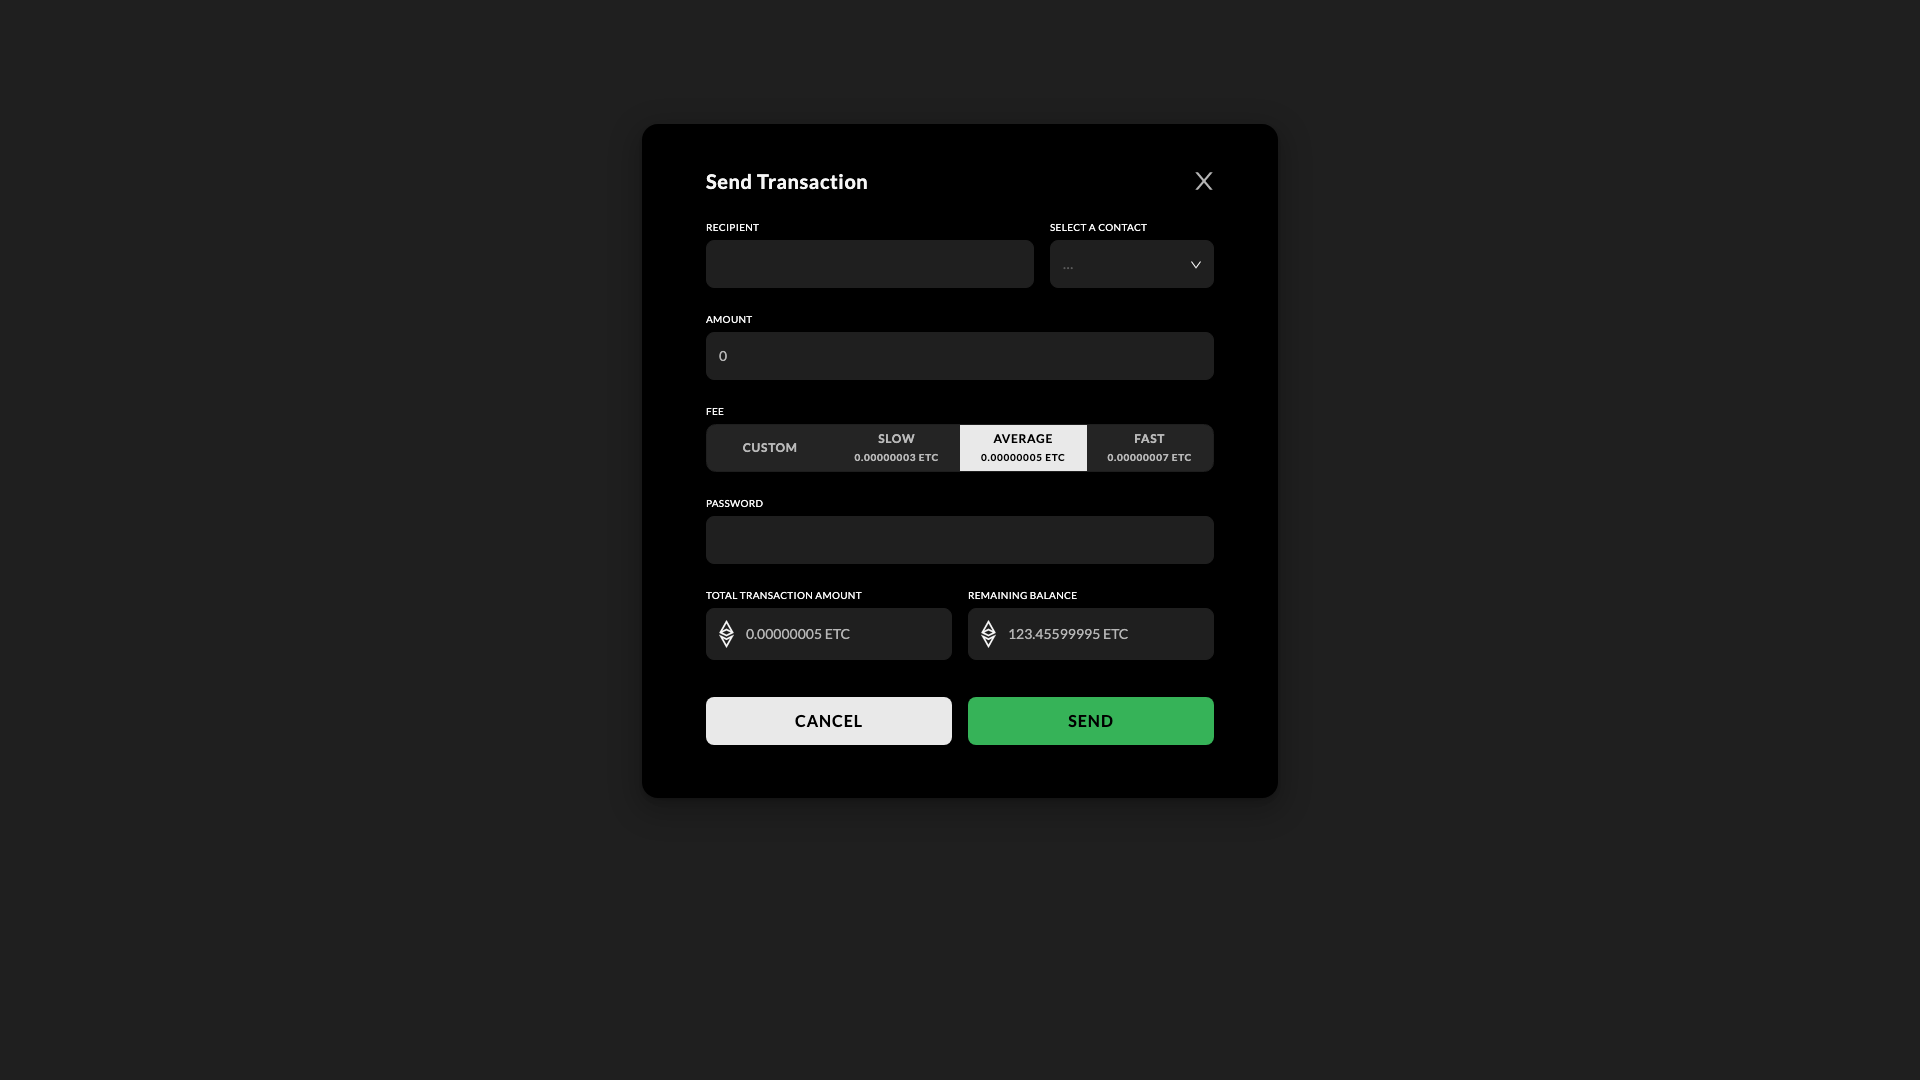 Send Transaction
RECIPIENT
SELECT A CONTACT
...
AMOUNT
0
FEE
CUSTOM
SLOW
0.00000003 ETC
AVERAGE
0.00000005 ETC
FAST
0.00000007 ETC
PASSWORD
TOTAL TRANSACTION AMOUNT
0.00000005 ETC
REMAINING BALANCE
123.45599995 ETC
CANCEL
SEND